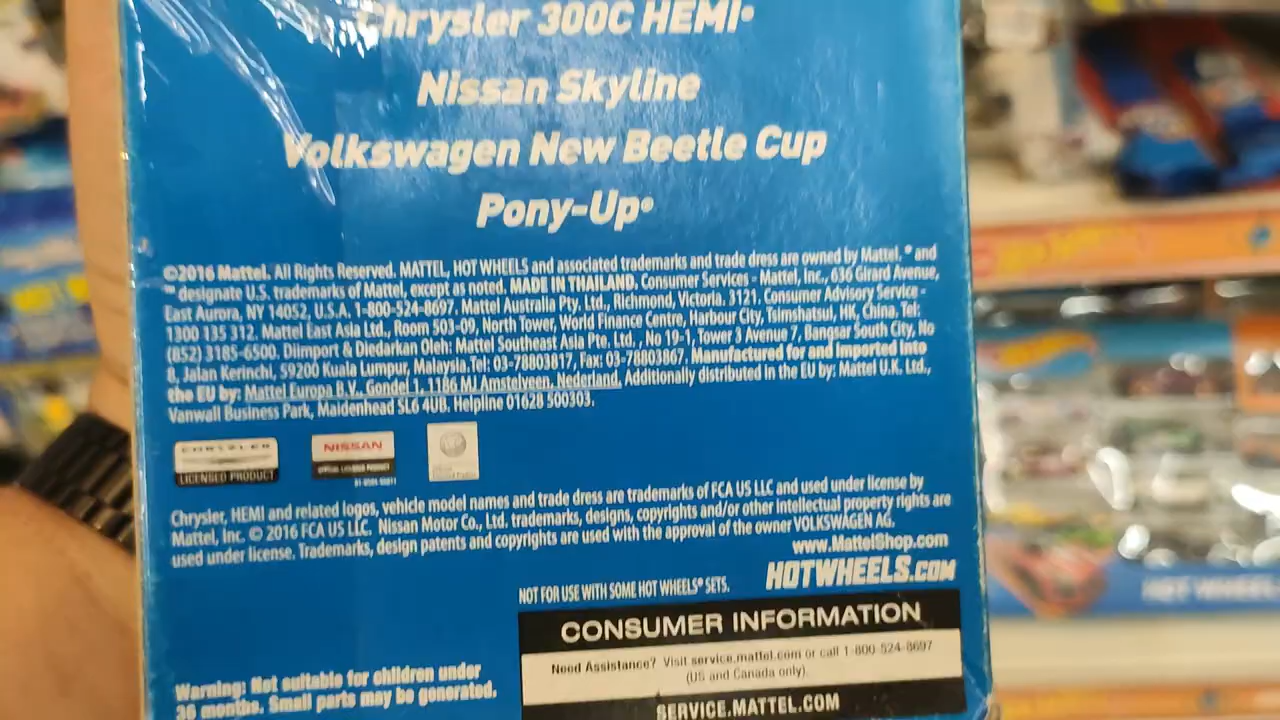 Chrysler 300C HEMI®
Nissan Skyline
Volkswagen New Beetle Cup
Pony-Up®
©2016 Mattel. All Rights Reserved. MATTEL, HOT WHEELS and associated trademarks and trade dress are owned by Mattel. ® and
™ designate U.S. trademarks of Mattel, except as noted. MADE IN THAILAND. Consumer Services - Mattel, Inc., 636 Girard Avenue,
East Aurora, NY 14052, U.S.A. 1-800-524-8697. Mattel Australia Pty. Ltd., Richmond, Victoria. 3121. Consumer Advisory Service -
1300 135 312. Mattel East Asia Ltd., Room 503-09, North Tower, World Finance Centre, Harbour City, Tsimshatsui, HK, China. Tel:
(852) 3185-6500. Diimport & Diedarkan Oleh: Mattel Southeast Asia Pte. Ltd., No 19-1, Tower 3 Avenue 7, Bangsar South City, No
8, Jalan Kerinchi, 59200 Kuala Lumpur, Malaysia. Tel: 03-78803817, Fax: 03-78803867. Manufactured for and imported into
the EU by: Mattel Europa B.V., Gondel 1, 1186 MJ Amstelveen, Nederland. Additionally distributed in the EU by: Mattel U.K. Ltd.,
Vanwall Business Park, Maidenhead SL6 4UB. Helpline 01628 500303.
CHRYSLER
LICENSED PRODUCT
NISSAN
OFFICIAL LICENSED PRODUCT
Chrysler, HEMI and related logos, vehicle model names and trade dress are trademarks of FCA US LLC and used under license by
Mattel, Inc. © 2016 FCA US LLC. Nissan Motor Co., Ltd. trademarks, designs, copyrights and/or other intellectual property rights are
used under license. Trademarks, design patents and copyrights are used with the approval of the owner VOLKSWAGEN AG.
www.MattelShop.com
NOT FOR USE WITH SOME HOT WHEELS® SETS.
HOTWHEELS.COM
CONSUMER INFORMATION
Need Assistance? Visit service.mattel.com or call 1-800-524-8697
(US and Canada only).
SERVICE.MATTEL.COM
Warning: Not suitable for children under
36 months. Small parts may be generated.
HOT WHEELS